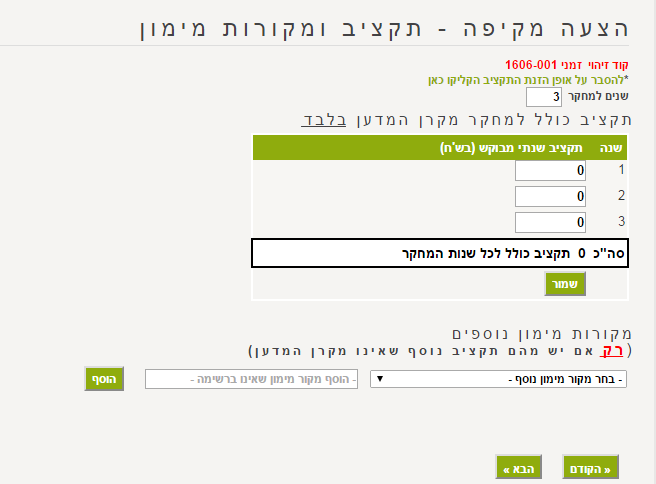 הצעה מקיפה - תקציב ומקורות מימון
קוד זיהוי זמני 1606-001
*להסבר על אופן הזנת התקציב הקליקו כאן
שנים למחקר 3
תקציב כולל למחקר מקרן המדען בלבד
שנה תקציב שנתי מבוקש (בש'ח)
1 0
2 0
3 0
סה"כ 0 תקציב כולל לכל שנות המחקר
שמור
מקורות מימון נוספים
(רק אם יש מהם תקציב נוסף שאינו מקרן המדען)
- בחר מקור מימון נוסף - - הוסף מקור מימון שאינו ברשימה - הוסף
« הקודם הבא »